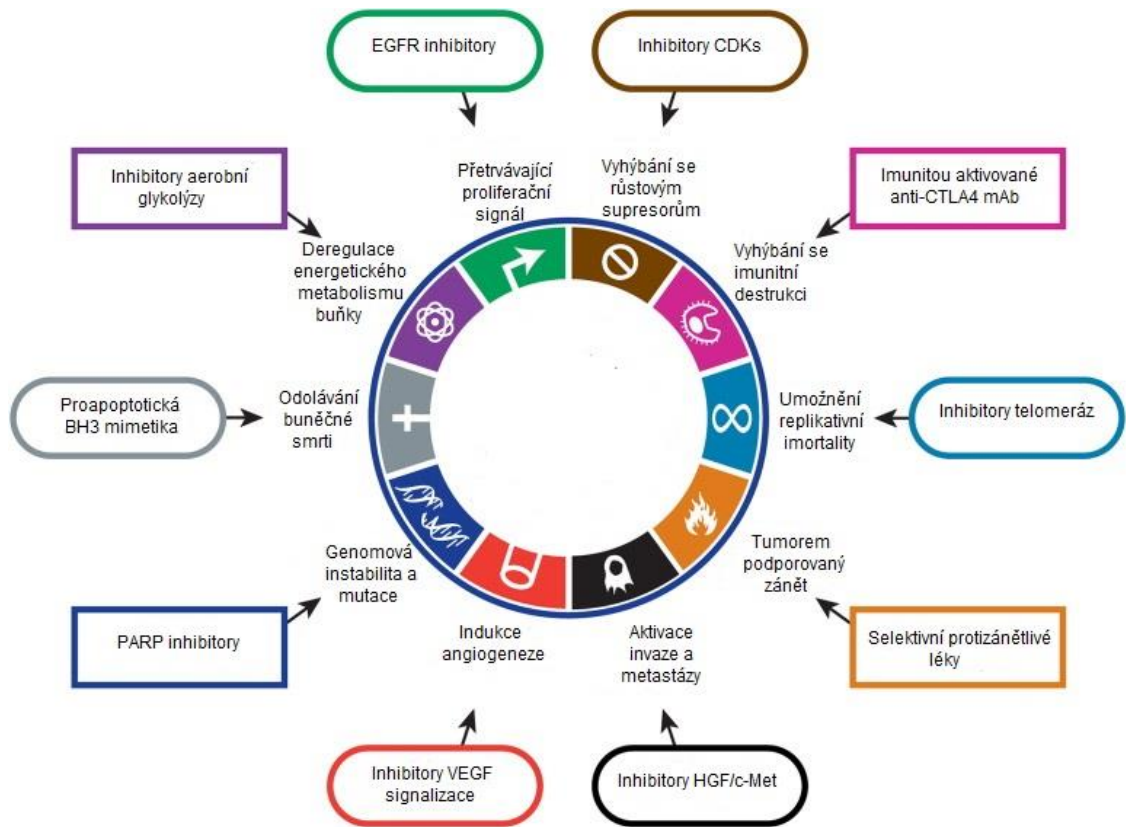 EGFR inhibitory
Inhibitory CDKs
Přetrvávající
proliferační
signál
Vyhýbání se
růstovým
supresorům
Inhibitory aerobní
glykolýzy
Imunitou aktivované
anti-CTLA4 mAb
Deregulace
energetického
metabolismu
buňky
Vyhýbání se
imunitní
destrukci
Proapoptotická
BH3 mimetika
Odolávání
buněčné
smrti
Umožnění
replikativní
imortality
Inhibitory telomeráz
Genomová
instabilita a
mutace
Tumorem
podporovaný
zánět
PARP inhibitory
Indukce
angiogeneze
Aktivace
invaze a
metastázy
Selektivní protizánětlivé
léky
Inhibitory VEGF
signalizace
Inhibitory HGF/c-Met